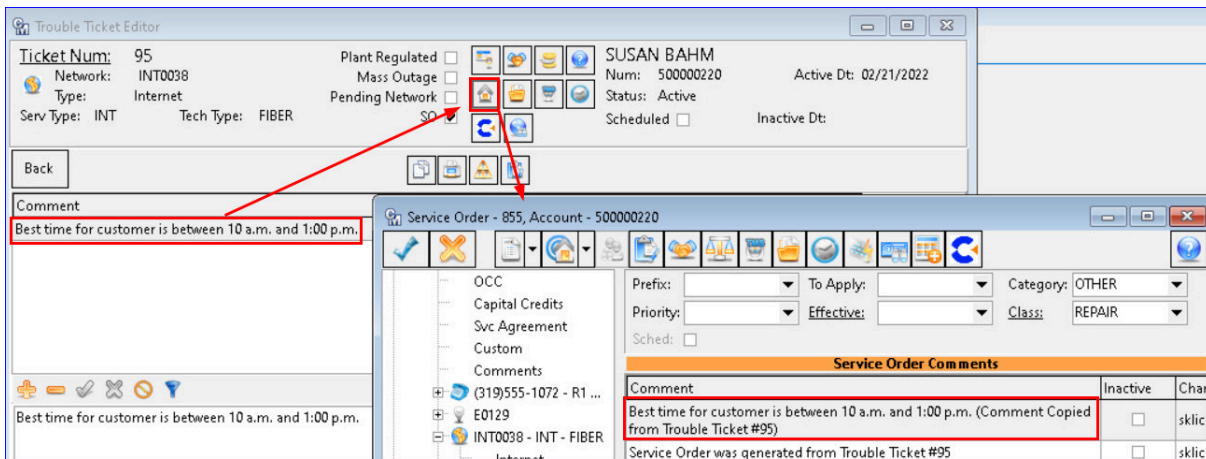 Trouble Ticket Editor
Ticket Num: 95
Network: INT0038
Type: Internet
Serv Type: INT Tech Type: FIBER
Plant Regulated
Mass Outage
Pending Network
SO
SUSAN BAHM
Num: 500000220 Active Dt: 02/21/2022
Status: Active
Scheduled Inactive Dt:
Back
Comment
Best time for customer is between 10 a.m. and 1:00 p.m.
Best time for customer is between 10 a.m. and 1:00 p.m.
Service Order - 855, Account - 500000220
OCC
Capital Credits
Svc Agreement
Custom
Comments
(319)555-1072 - R1 ...
E0129
INT0038 - INT - FIBER
Internet
Prefix: To Apply: Category: OTHER
Priority: Effective: Class: REPAIR
Sched:
Service Order Comments
Comment Inactive Char
Best time for customer is between 10 a.m. and 1:00 p.m. (Comment Copied
from Trouble Ticket #95) sklic
Service Order was generated from Trouble Ticket #95 sklic